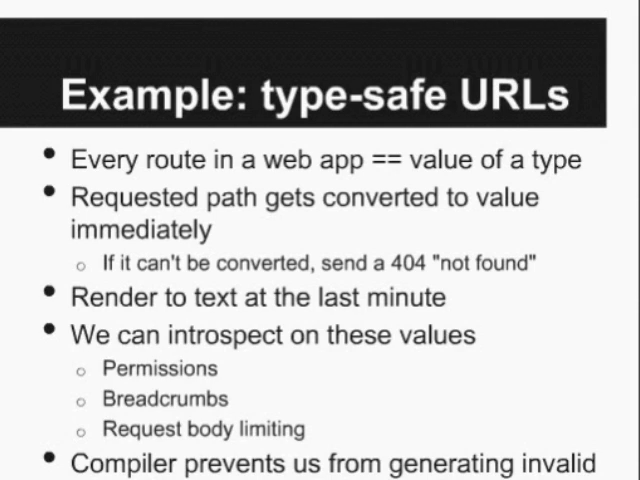 Example: type-safe URLs
• Every route in a web app == value of a type
• Requested path gets converted to value
immediately
○ If it can't be converted, send a 404 "not found"
• Render to text at the last minute
• We can introspect on these values
○ Permissions
○ Breadcrumbs
○ Request body limiting
• Compiler prevents us from generating invalid